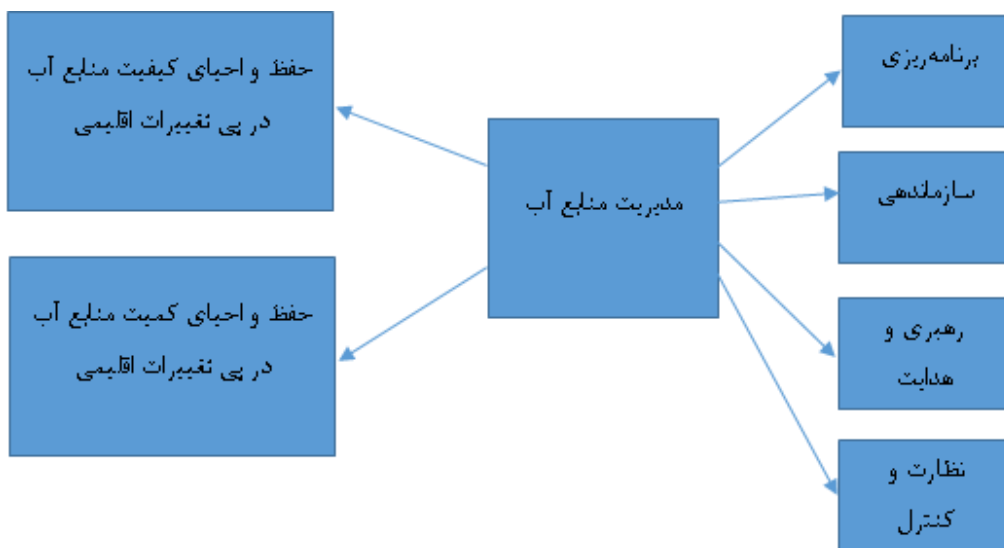 برنامه‌ریزی
سازماندهی
رهبری و
هدایت
نظارت و
کنترل
مدیریت منابع آب
حفظ و احیای کیفیت منابع آب
در پی تغییرات اقلیمی
حفظ و احیای کمیت منابع آب
در پی تغییرات اقلیمی